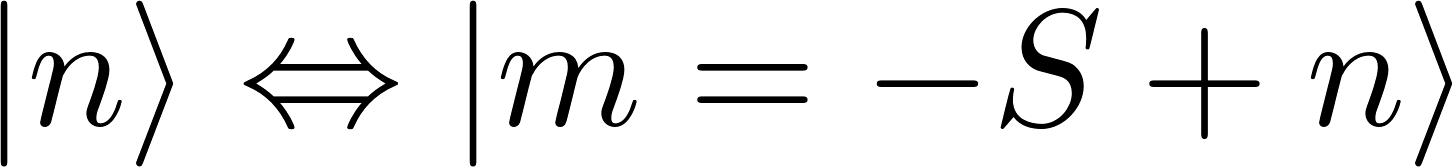 |n⟩ ⇔ |m = −S + n⟩